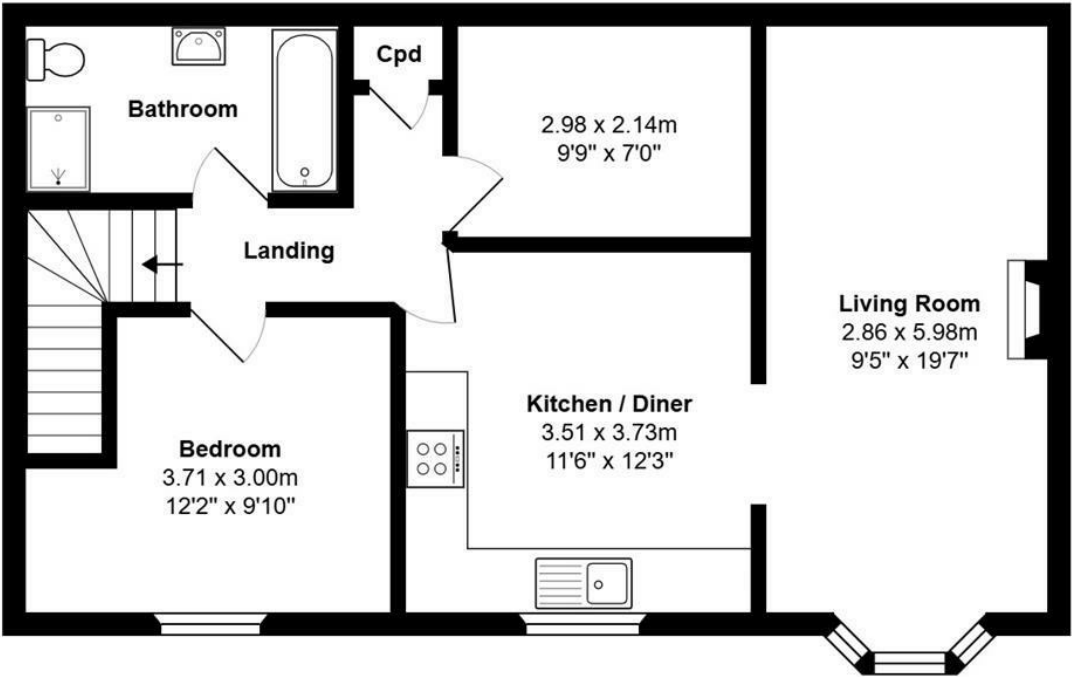 Cpd
Bathroom
2.98 x 2.14m
9'9" x 7'0"
Landing
Living Room
2.86 x 5.98m
9'5" x 19'7"
Kitchen / Diner
3.51 x 3.73m
11'6" x 12'3"
Bedroom
3.71 x 3.00m
12'2" x 9'10"